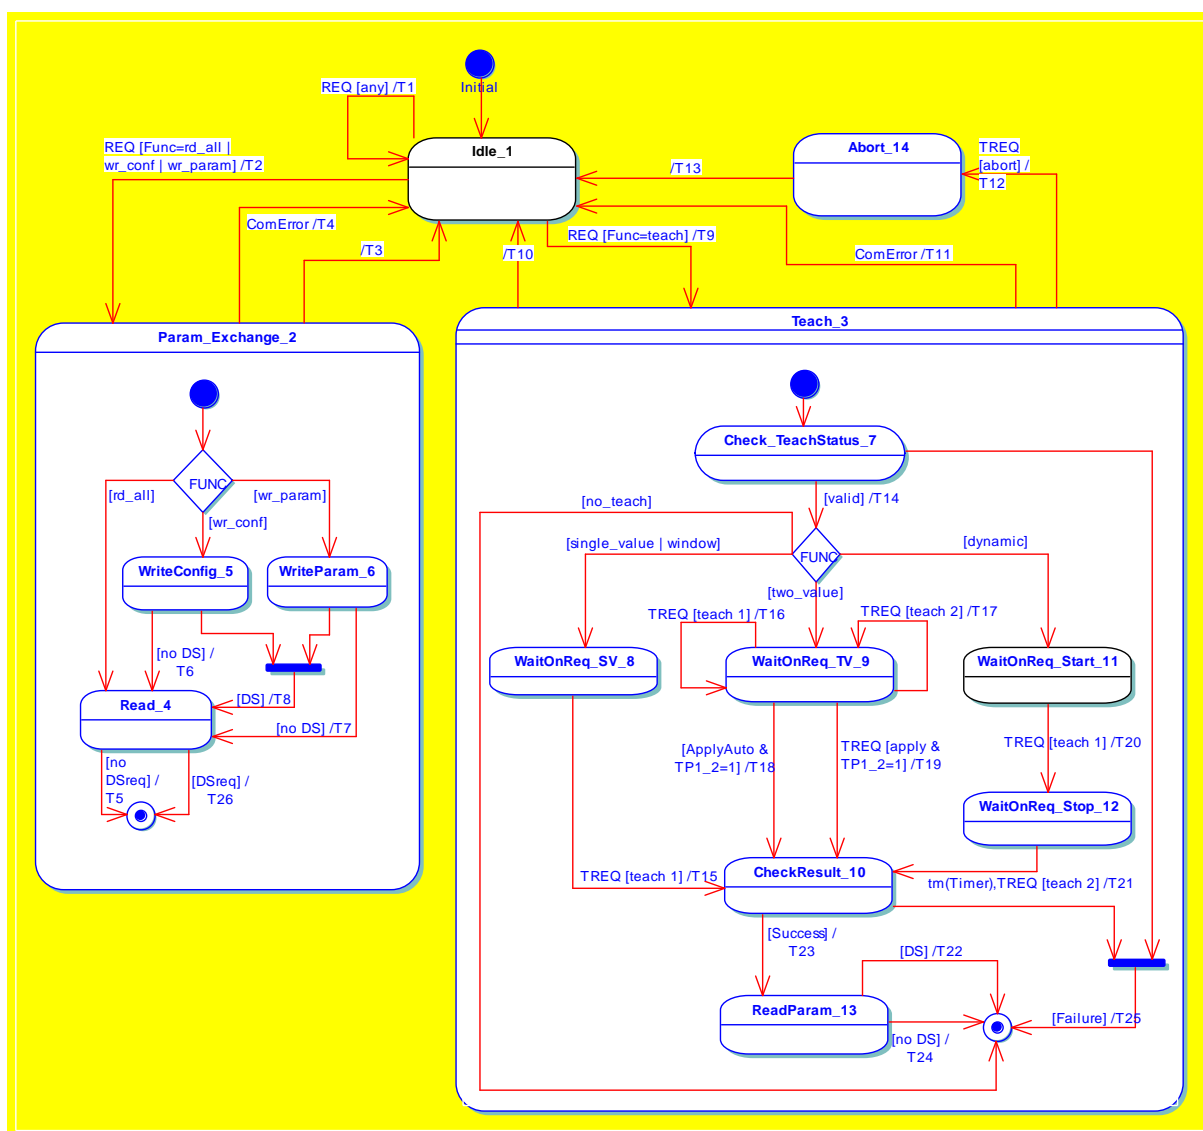 Initial
REQ [any] /T1
Idle_1
REQ [Func=rd_all |
wr_conf | wr_param] /T2
Abort_14
TREQ
[abort] /
T12
/T13
ComError /T4
REQ [Func=teach] /T9
/T3
/T10
ComError /T11
Param_Exchange_2
FUNC
[rd_all]
[wr_param]
[wr_conf]
WriteConfig_5
WriteParam_6
[no DS] /
T6
[DS] /T8
Read_4
[no DS] /T7
[no
DSreq] /
T5
[DSreq] /
T26
Teach_3
Check_TeachStatus_7
[valid] /T14
[no_teach]
FUNC
[single_value | window]
[dynamic]
[two_value]
TREQ [teach 1] /T16
TREQ [teach 2] /T17
WaitOnReq_SV_8
WaitOnReq_TV_9
WaitOnReq_Start_11
[ApplyAuto &
TP1_2=1] /T18
TREQ [apply &
TP1_2=1] /T19
TREQ [teach 1] /T20
WaitOnReq_Stop_12
TREQ [teach 1] /T15
CheckResult_10
tm(Timer),TREQ [teach 2] /T21
[Success] /
T23
[DS] /T22
ReadParam_13
[no DS] /
T24
[Failure] /T25